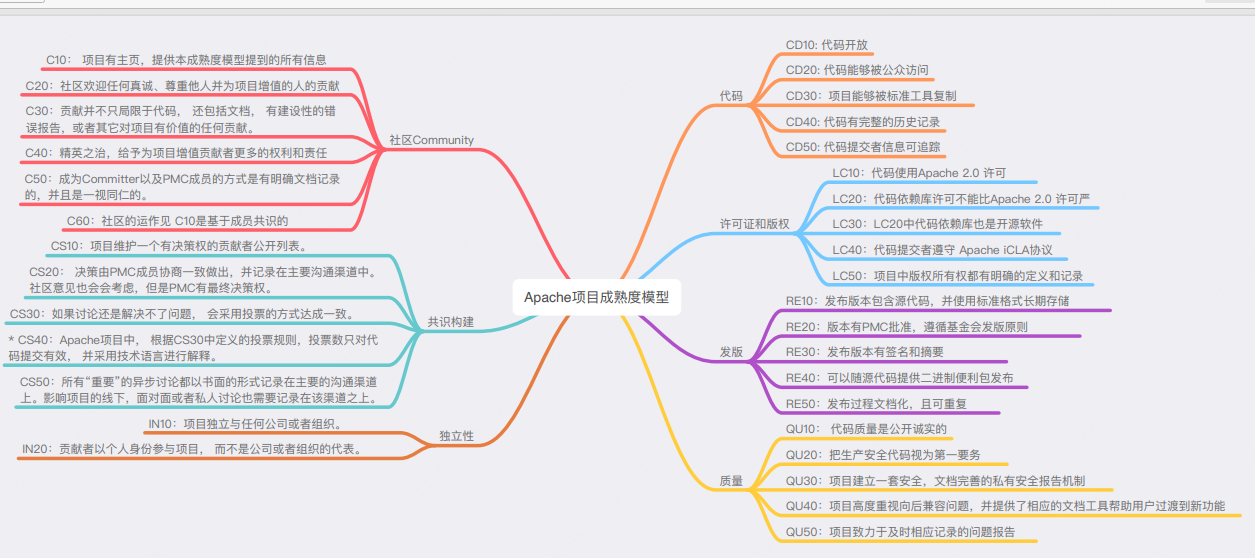 Apache项目成熟度模型
社区Community
C10： 项目有主页，提供本成熟度模型提到的所有信息
C20：社区欢迎任何真诚、尊重他人并为项目增值的人的贡献
C30：贡献并不只局限于代码， 还包括文档， 有建设性的错
误报告，或者其它对项目有价值的任何贡献。
C40：精英之治，给予为项目增值贡献者更多的权利和责任
C50：成为Committer以及PMC成员的方式是有明确文档记录
的，并且是一视同仁的。
C60：社区的运作见 C10是基于成员共识的
共识构建
CS10：项目维护一个有决策权的贡献者公开列表。
CS20： 决策由PMC成员协商一致做出，并记录在主要沟通渠道中。
社区意见也会会考虑，但是PMC有最终决策权。
CS30：如果讨论还是解决不了问题， 会采用投票的方式达成一致。
* CS40：Apache项目中， 根据CS30中定义的投票规则，投票数只对代
码提交有效， 并采用技术语言进行解释。
CS50：所有“重要”的异步讨论都以书面的形式记录在主要的沟通渠道
上。影响项目的线下，面对面或者私人讨论也需要记录在该渠道之上。
独立性
IN10：项目独立与任何公司或者组织。
IN20：贡献者以个人身份参与项目， 而不是公司或者组织的代表。
代码
CD10: 代码开放
CD20: 代码能够被公众访问
CD30：项目能够被标准工具复制
CD40: 代码有完整的历史记录
CD50: 代码提交者信息可追踪
许可证和版权
LC10：代码使用Apache 2.0 许可
LC20：代码依赖库许可不能比Apache 2.0 许可严
LC30：LC20中代码依赖库也是开源软件
LC40：代码提交者遵守 Apache iCLA协议
LC50：项目中版权所有权都有明确的定义和记录
发版
RE10：发布版本包含源代码，并使用标准格式长期存储
RE20：版本有PMC批准，遵循基金会发版原则
RE30：发布版本有签名和摘要
RE40：可以随源代码提供二进制便利包发布
RE50：发布过程文档化，且可重复
质量
QU10： 代码质量是公开诚实的
QU20：把生产安全代码视为第一要务
QU30：项目建立一套安全，文档完善的私有安全报告机制
QU40：项目高度重视向后兼容问题，并提供了相应的文档工具帮助用户过渡到新功能
QU50：项目致力于及时相应记录的问题报告